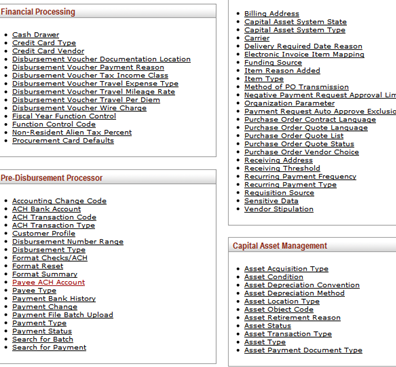 Financial Processing
Cash Drawer
Credit Card Type
Credit Card Vendor
Disbursement Voucher Documentation Location
Disbursement Voucher Payment Reason
Disbursement Voucher Tax Income Class
Disbursement Voucher Travel Expense Type
Disbursement Voucher Travel Mileage Rate
Disbursement Voucher Travel Per Diem
Disbursement Voucher Wire Charge
Fiscal Year Function Control
Function Control Code
Non-Resident Alien Tax Percent
Procurement Card Defaults
Pre-Disbursement Processor
Accounting Change Code
ACH Bank Account
ACH Transaction Code
ACH Transaction Type
Customer Profile
Disbursement Number Range
Disbursement Type
Format Checks/ACH
Format Reset
Format Summary
Payee ACH Account
Payee Type
Payment Bank History
Payment Change
Payment File Batch Upload
Payment Type
Payment Status
Search for Batch
Search for Payment
Billing Address
Capital Asset System State
Capital Asset System Type
Carrier
Delivery Required Date Reason
Electronic Invoice Item Mapping
Funding Source
Item Reason Added
Item Type
Method of PO Transmission
Negative Payment Request Approval Lim
Organization Parameter
Payment Request Auto Approve Exclusio
Purchase Order Contract Language
Purchase Order Quote Language
Purchase Order Quote List
Purchase Order Quote Status
Purchase Order Vendor Choice
Receiving Address
Receiving Threshold
Recurring Payment Frequency
Recurring Payment Type
Requisition Source
Sensitive Data
Vendor Stipulation
Capital Asset Management
Asset Acquisition Type
Asset Condition
Asset Depreciation Convention
Asset Depreciation Method
Asset Location Type
Asset Object Code
Asset Retirement Reason
Asset Status
Asset Transaction Type
Asset Type
Asset Payment Document Type